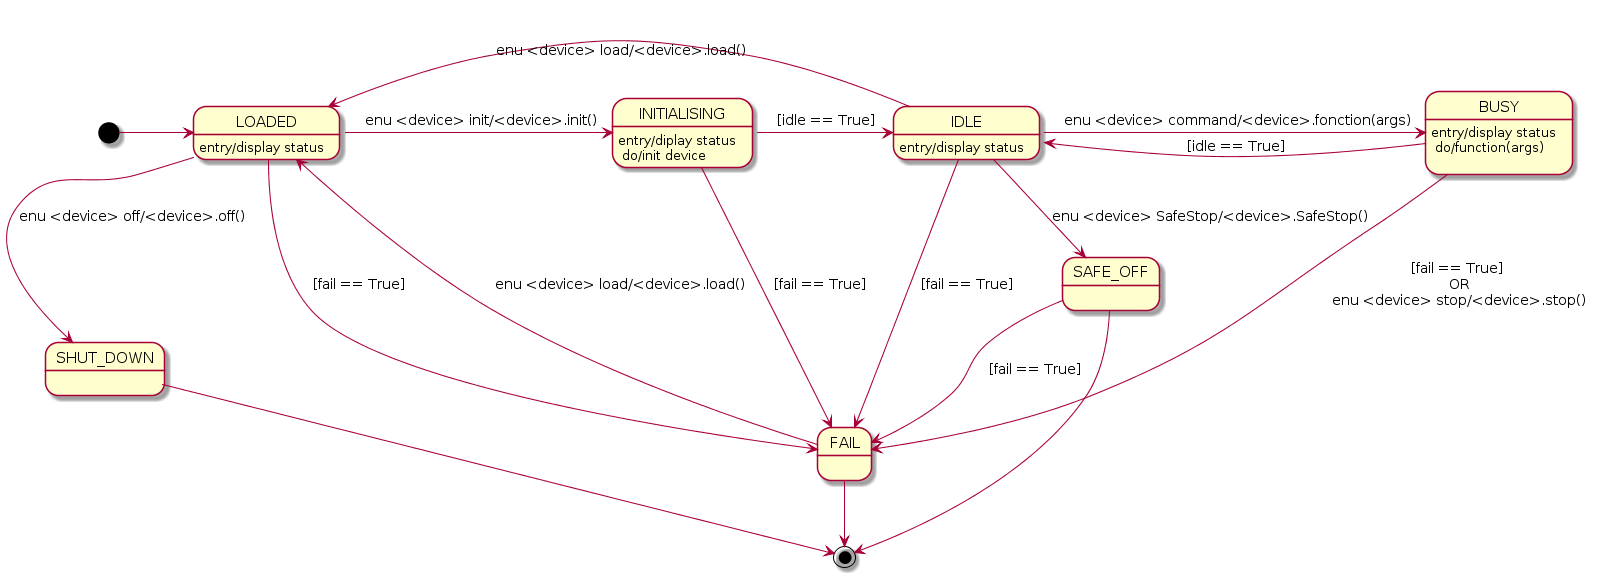 enu <device> load/<device>.load()
LOADED
entry/display status
enu <device> init/<device>.init()
INITIALISING
entry/diplay status
do/init device
[idle == True]
IDLE
entry/display status
enu <device> command/<device>.fonction(args)
[idle == True]
BUSY
entry/display status
do/function(args)
enu <device> off/<device>.off()
enu <device> SafeStop/<device>.SafeStop()
[fail == True]
enu <device> load/<device>.load()
[fail == True]
[fail == True]
SAFE_OFF
[fail == True]
OR
enu <device> stop/<device>.stop()
SHUT_DOWN
[fail == True]
FAIL